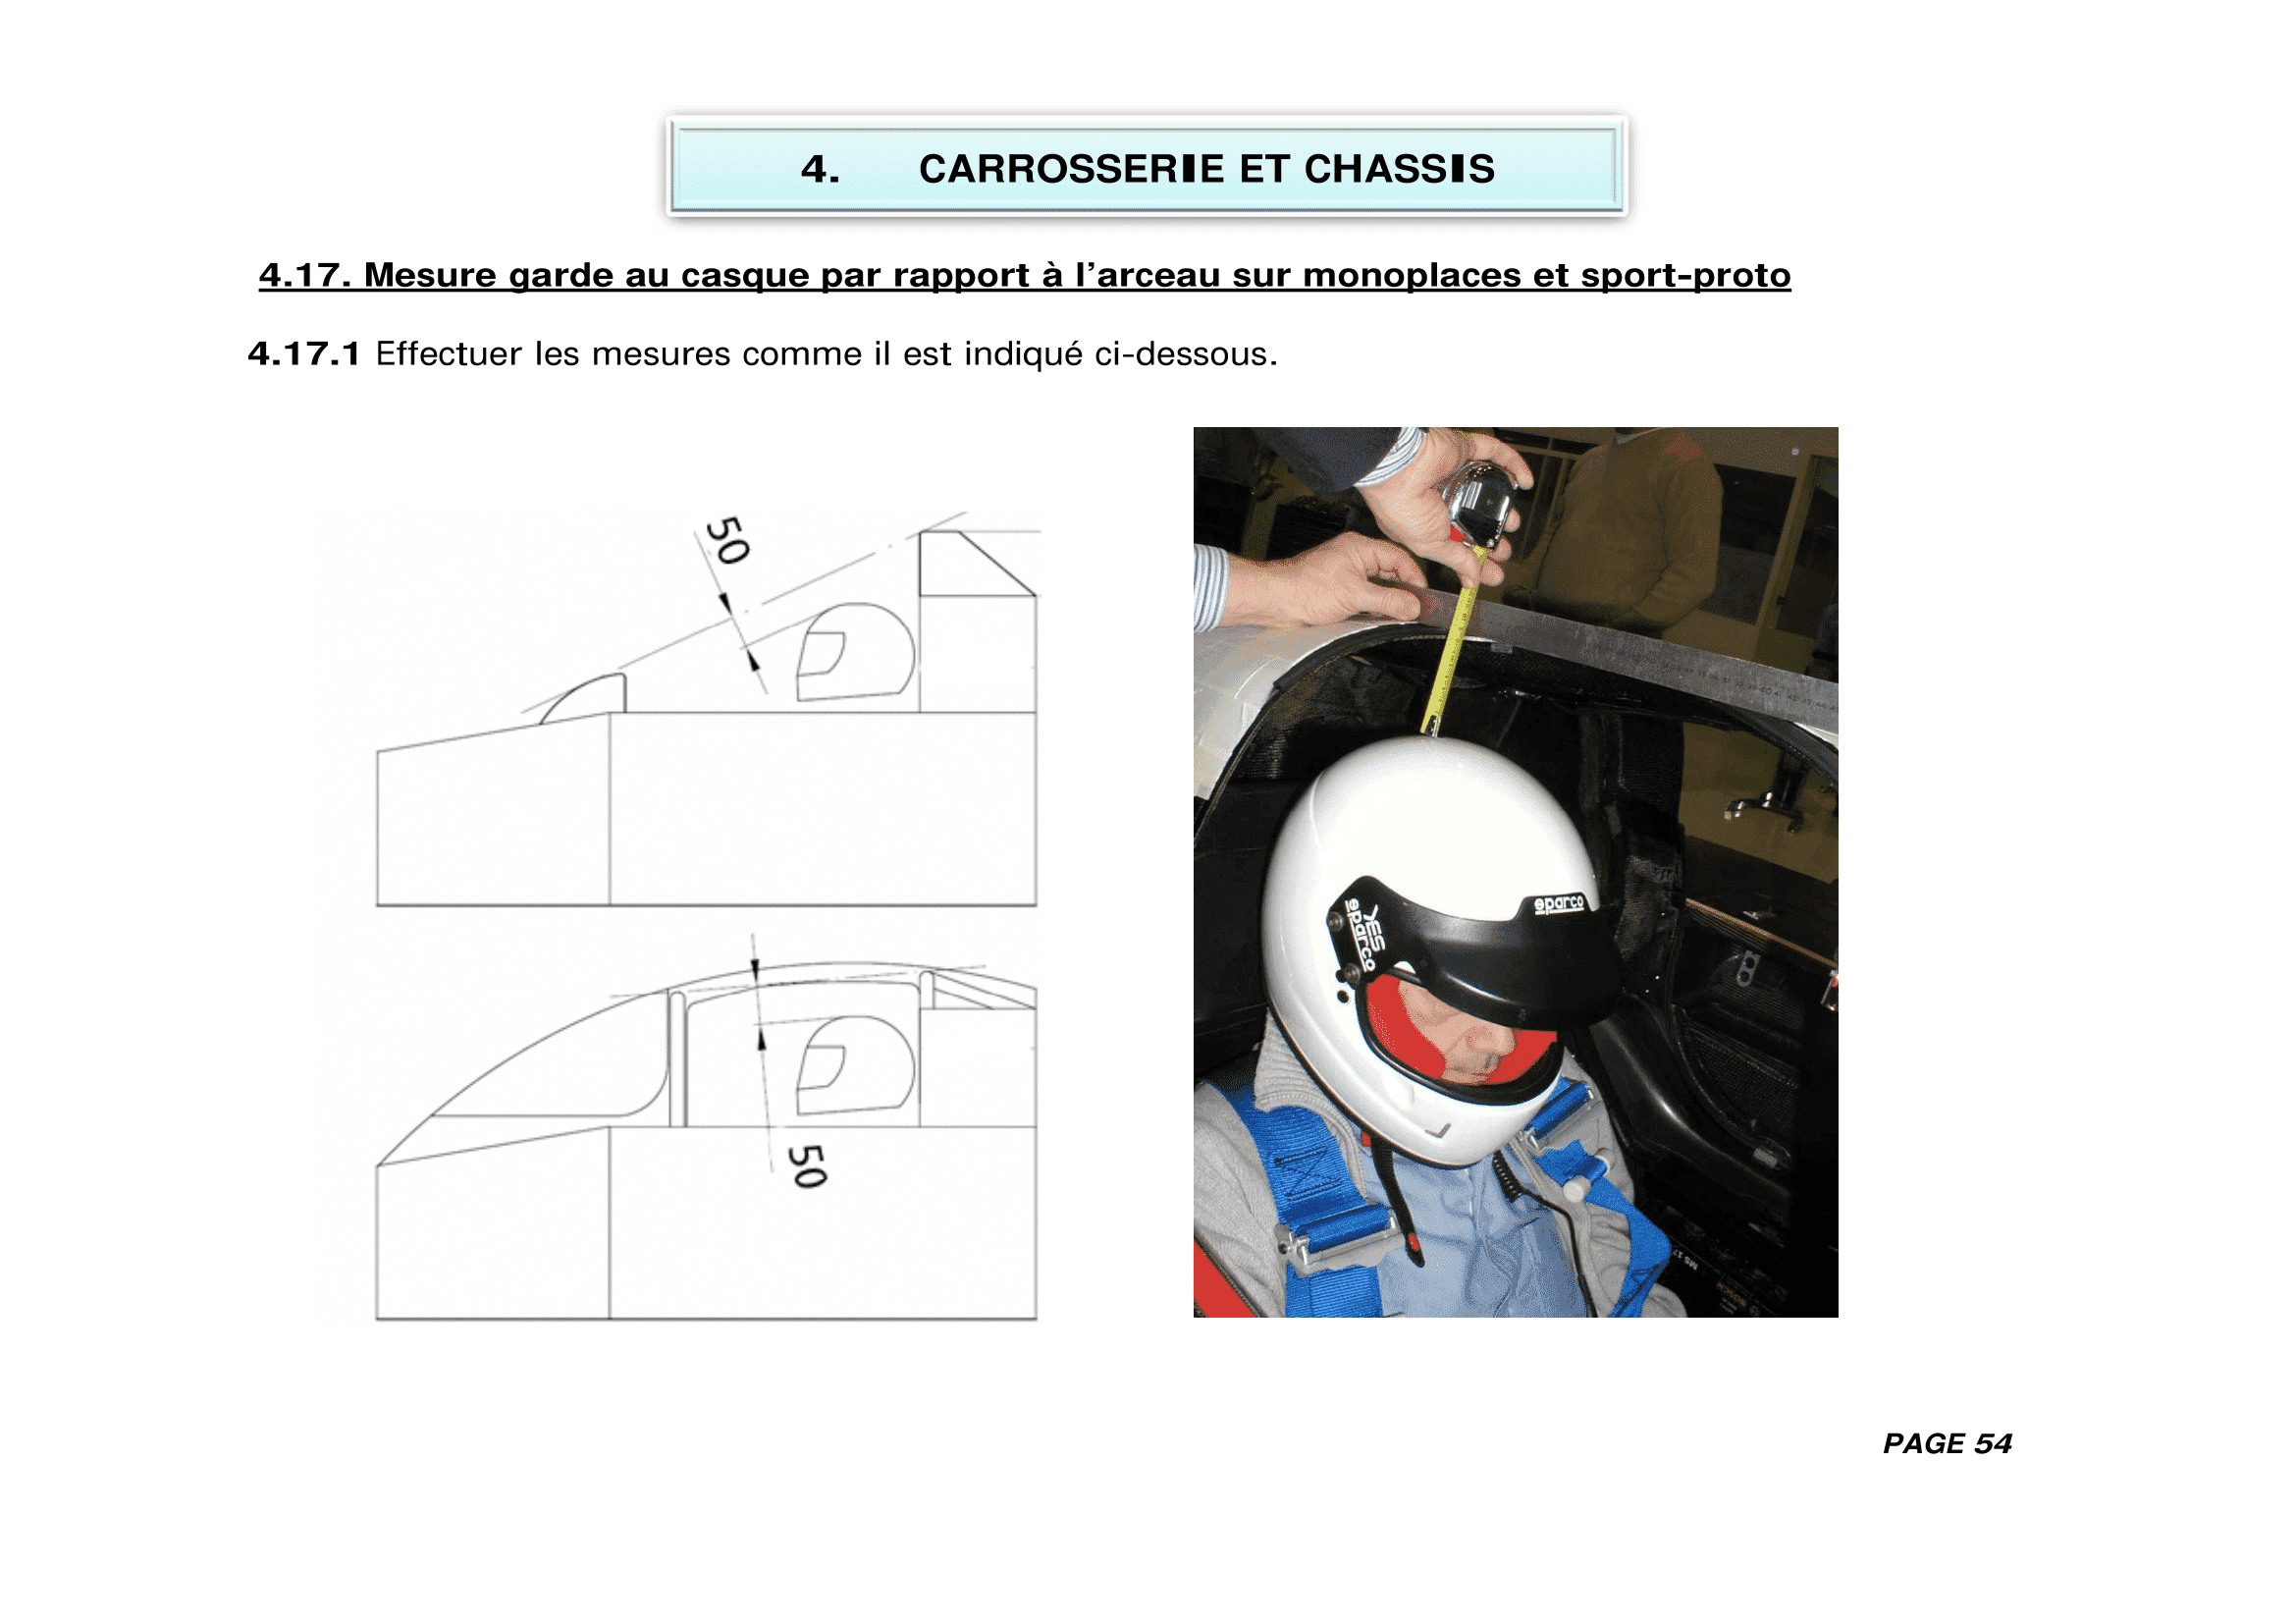 4. CARROSSERIE ET CHASSIS
4.17. Mesure garde au casque par rapport à l’arceau sur monoplaces et sport-proto
4.17.1 Effectuer les mesures comme il est indiqué ci-dessous.
50
50
sparco
YES
sparco
PAGE 54